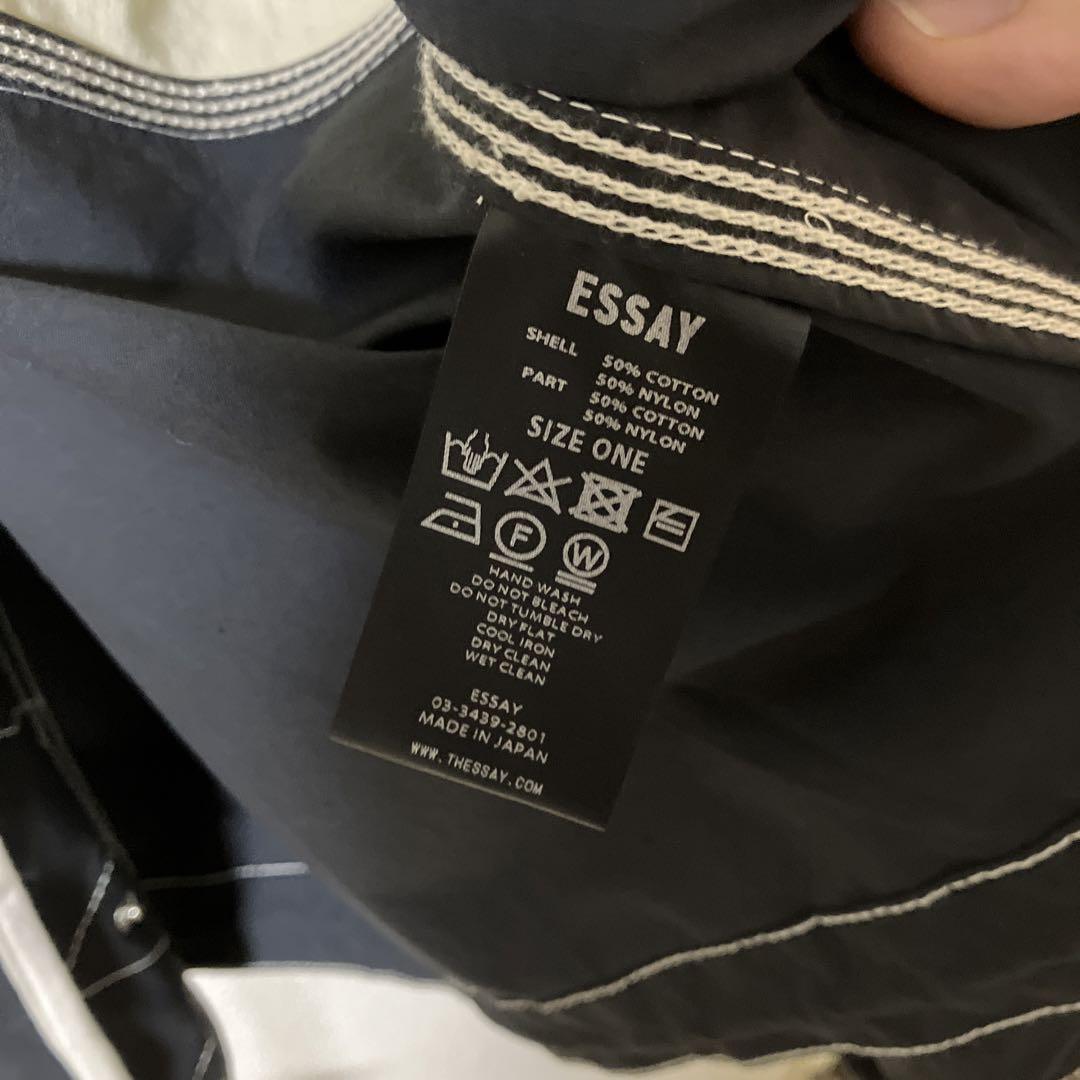 ESSAY
SHELL 50% COTTON
50% NYLON
PART 50% COTTON
50% NYLON
SIZE ONE
F W
HAND WASH
DO NOT BLEACH
DO NOT TUMBLE DRY
DRY FLAT
COOL IRON
DRY CLEAN
WET CLEAN
ESSAY
03-3439-2801
MADE IN JAPAN
WWW.THESSAY.COM